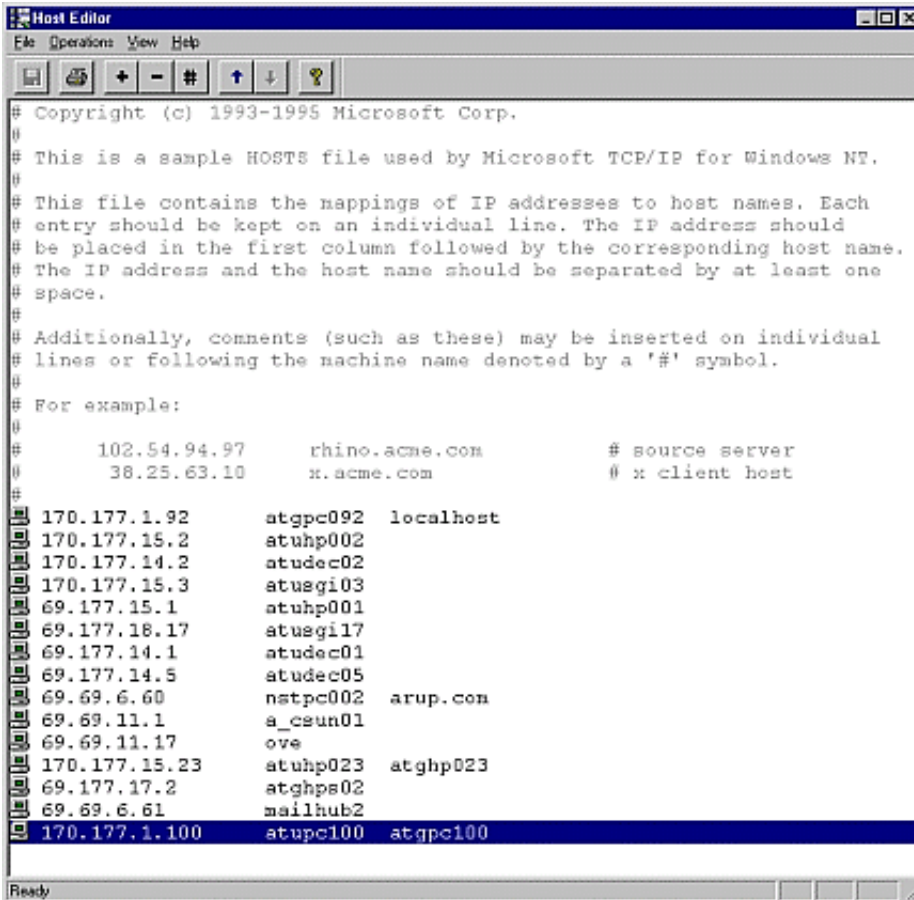 Host Editor
File Operations View Help
# Copyright (c) 1993-1995 Microsoft Corp.
#
# This is a sample HOSTS file used by Microsoft TCP/IP for Windows NT.
#
# This file contains the mappings of IP addresses to host names. Each
# entry should be kept on an individual line. The IP address should
# be placed in the first column followed by the corresponding host name.
# The IP address and the host name should be separated by at least one
# space.
#
# Additionally, comments (such as these) may be inserted on individual
# lines or following the machine name denoted by a '#' symbol.
#
# For example:
#
# 102.54.94.97 rhino.acme.com # source server
# 38.25.63.10 x.acme.com # x client host
#
170.177.1.92 atgpc092 localhost
170.177.15.2 atuhp002
170.177.14.2 atudec02
170.177.15.3 atusgi03
69.177.15.1 atuhp001
69.177.18.17 atusgi17
69.177.14.1 atudec01
69.177.14.5 atudec05
69.69.6.60 nstpc002 arup.com
69.69.11.1 a_csun01
69.69.11.17 ove
170.177.15.23 atuhp023 atghp023
69.177.17.2 atghps02
69.69.6.61 mailhub2
170.177.1.100 atupc100 atgpc100
Ready